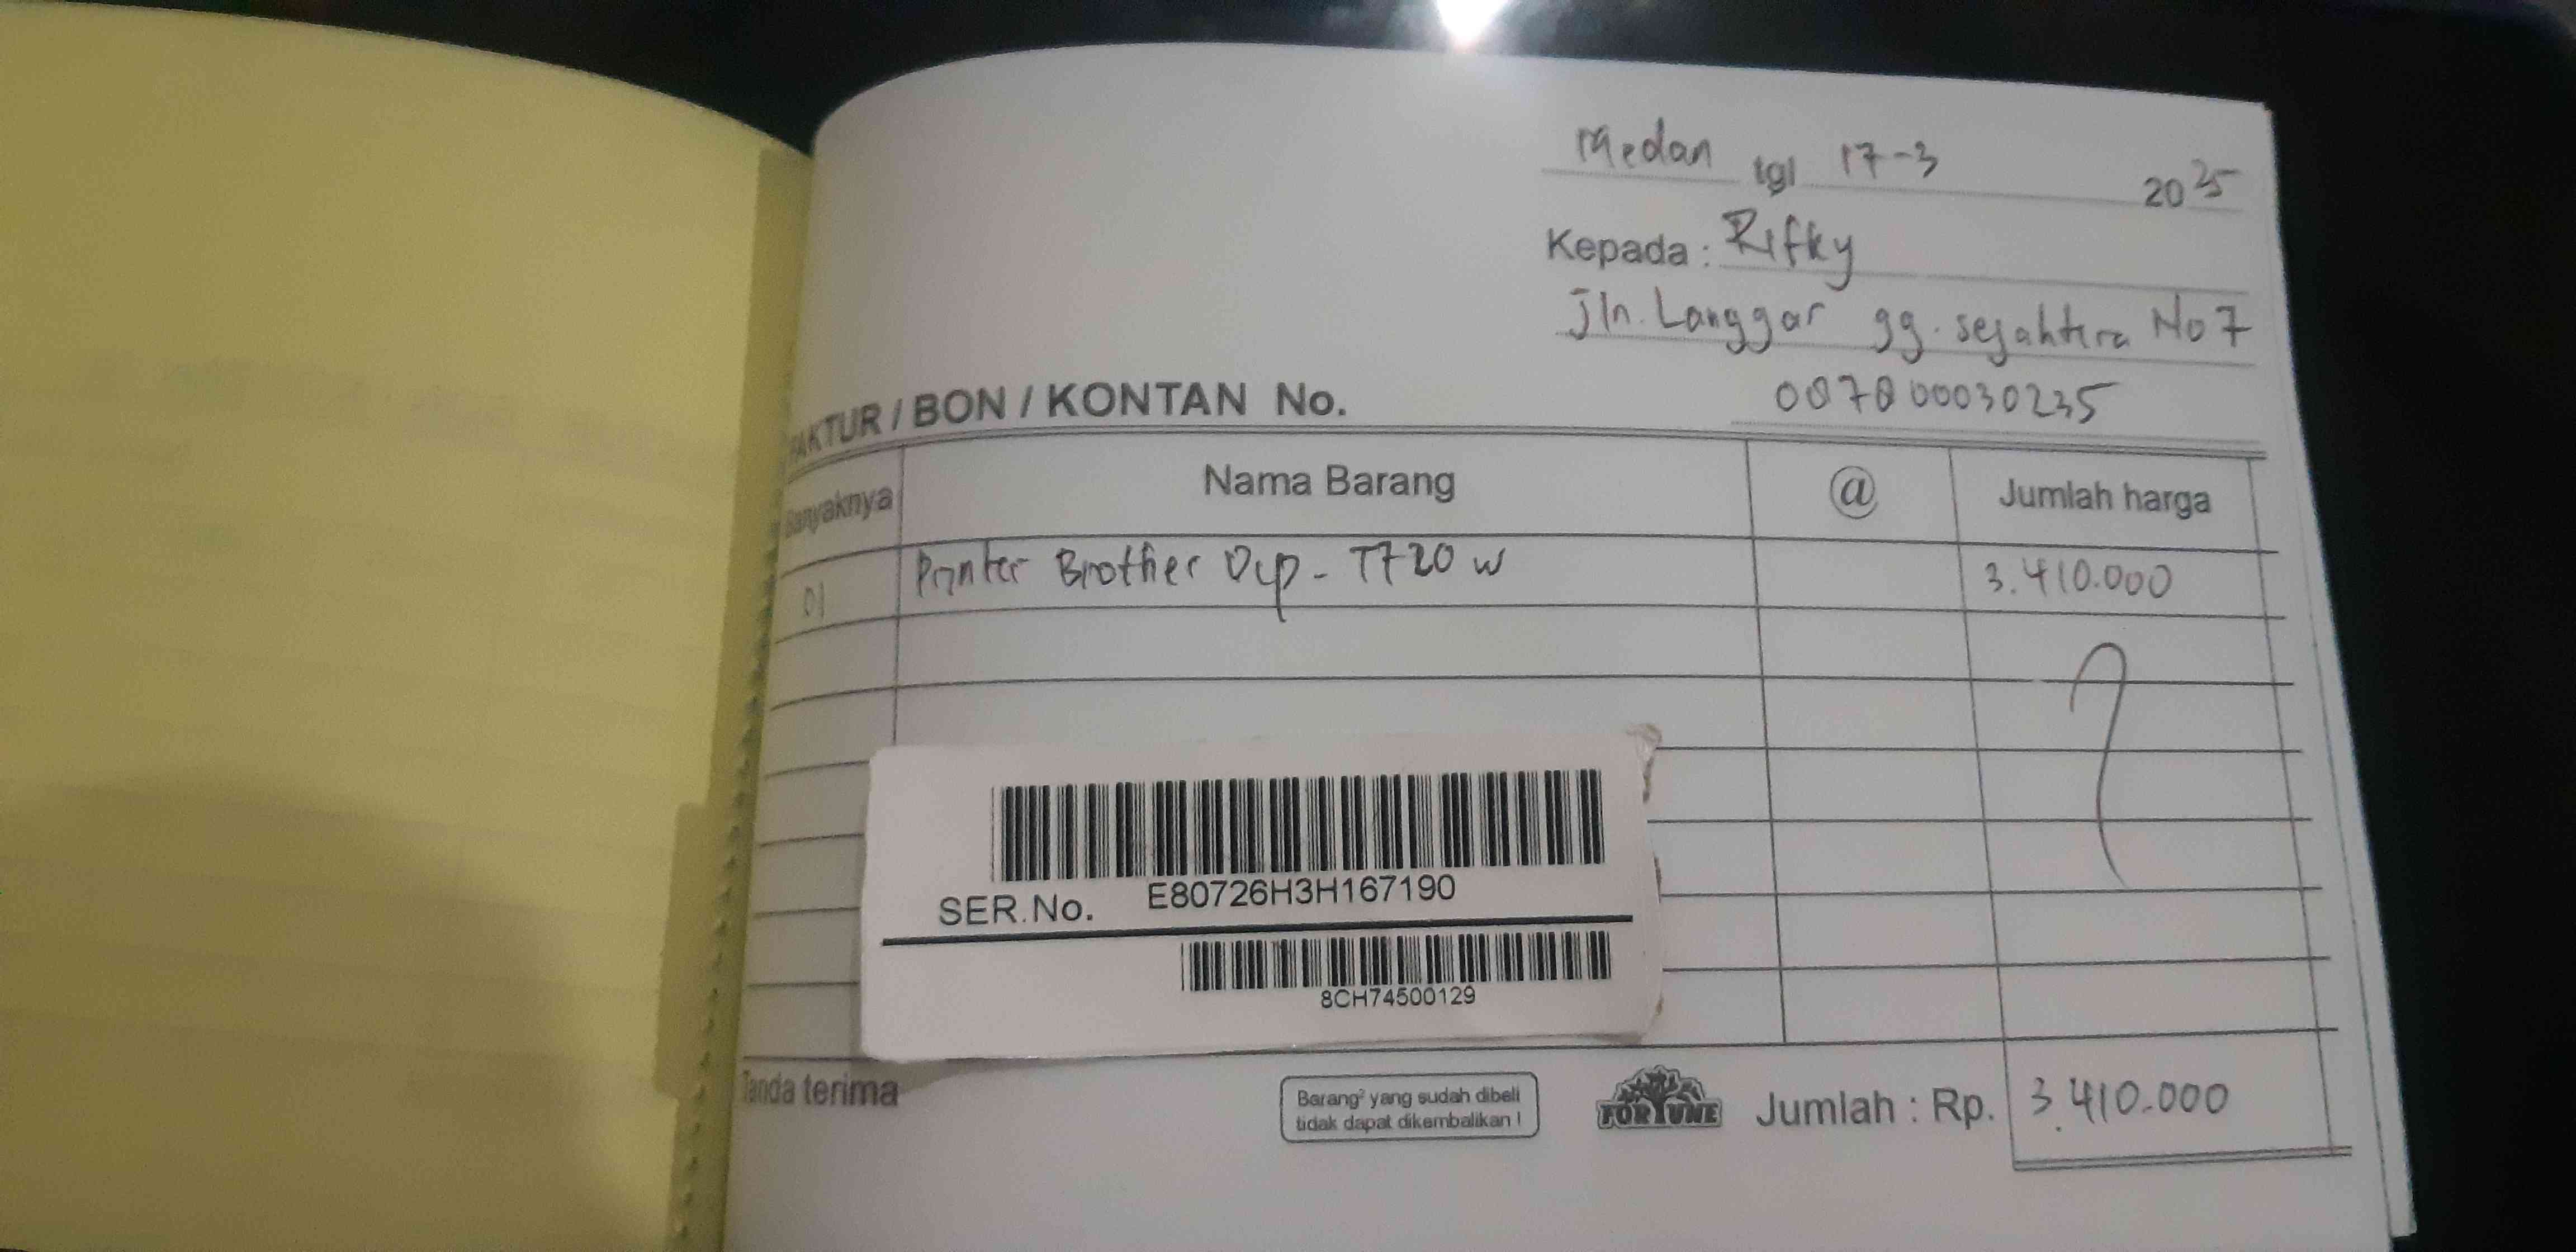 Medan tgl 17-3 2025
Kepada : Rifky
Jln. Langgar gg. sejahtera No 7
FAKTUR / BON / KONTAN No.
087800030235
Banyaknya Nama Barang @ Jumlah harga
01 Printer Brother Dcp - T720 w 3.410.000
SER.No. E80726H3H167190
8CH74500129
Tanda terima
Barang² yang sudah dibeli
tidak dapat dikembalikan !
FORTUNE
Jumlah : Rp. 3.410.000